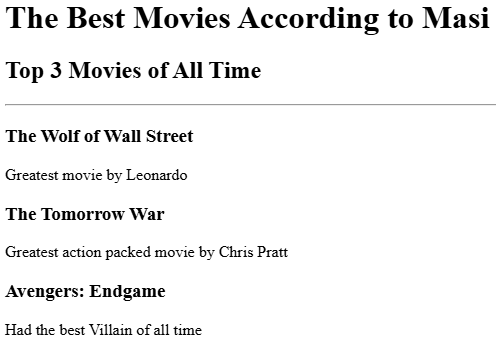 The Best Movies According to Masi
Top 3 Movies of All Time
The Wolf of Wall Street
Greatest movie by Leonardo
The Tomorrow War
Greatest action packed movie by Chris Pratt
Avengers: Endgame
Had the best Villain of all time